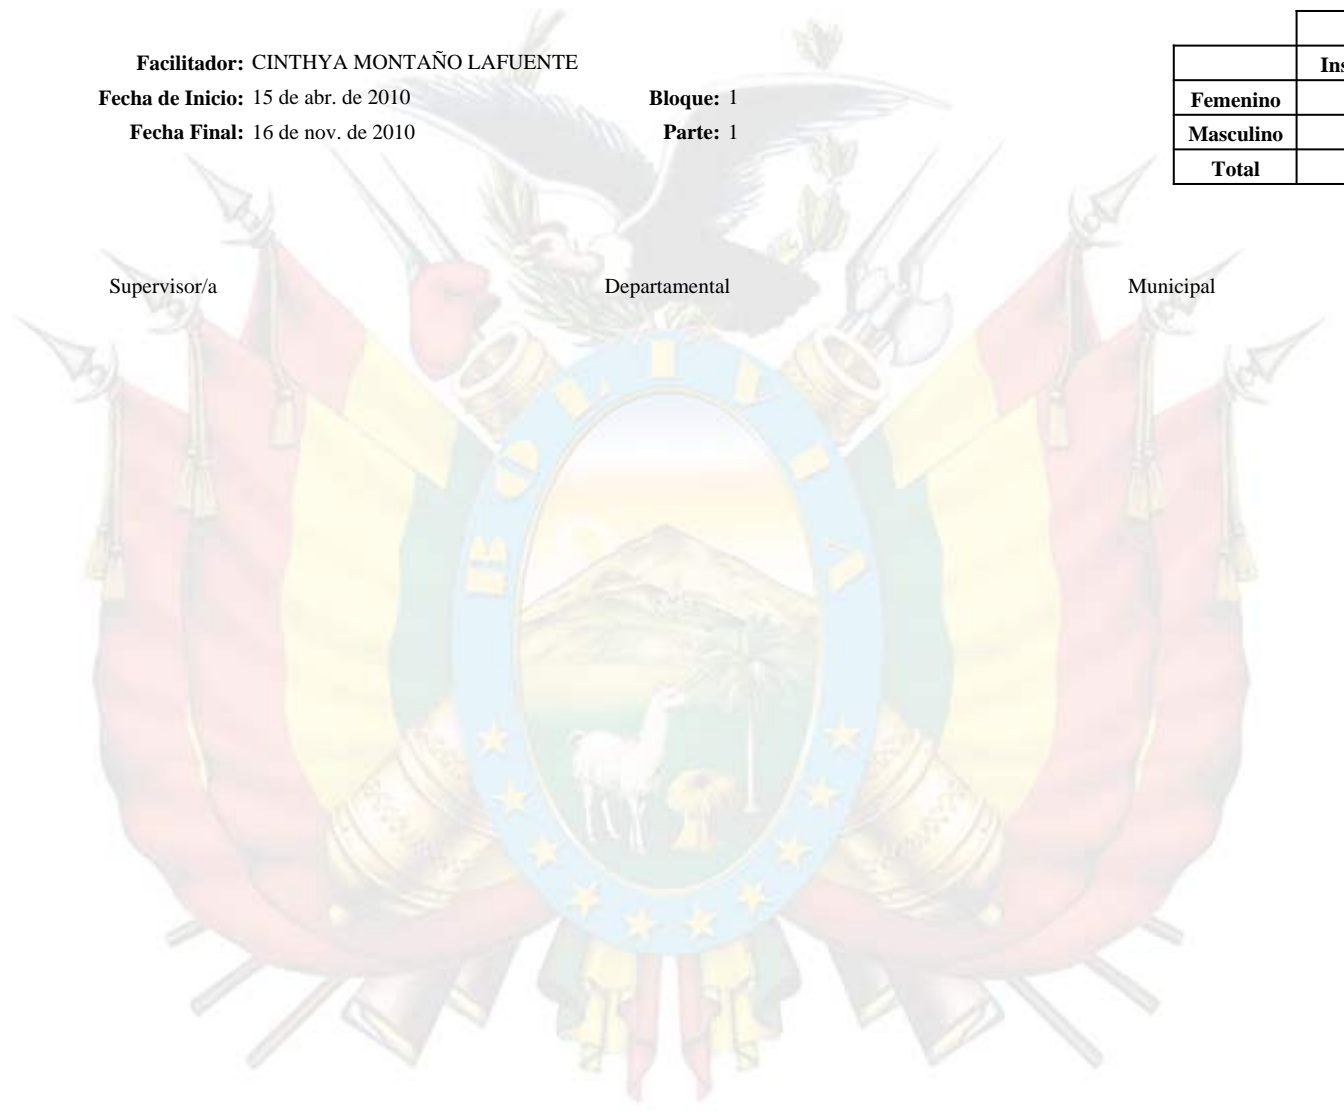 Facilitador: CINTHYA MONTAÑO LAFUENTE
Fecha de Inicio: 15 de abr. de 2010 Bloque: 1
Fecha Final: 16 de nov. de 2010 Parte: 1
Femenino
Masculino
Total
Supervisor/a Departamental Municipal
BOLIVIA